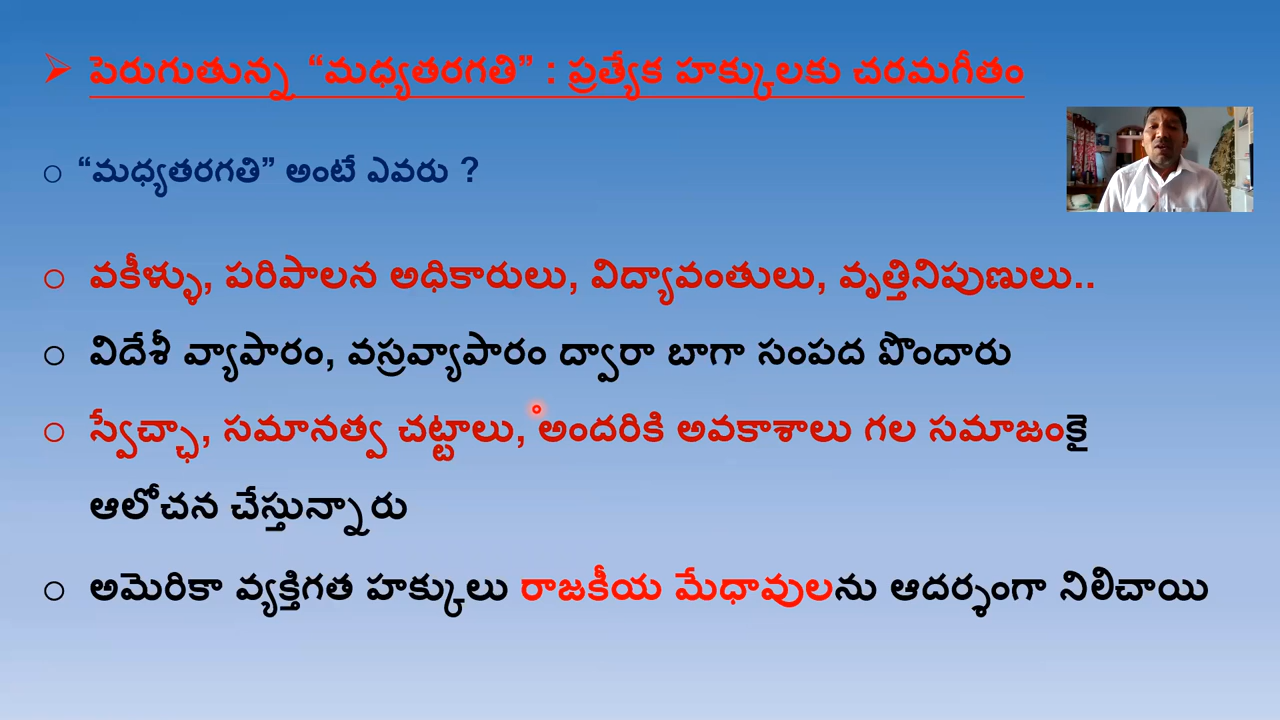 ➢ పెరుగుతున్న “మధ్యతరగతి” : ప్రత్యేక హక్కులకు చరమగీతం
○ “మధ్యతరగతి” అంటే ఎవరు ?
○ వకీళ్ళు, పరిపాలన అధికారులు, విద్యావంతులు, వృత్తినిపుణులు..
○ విదేశీ వ్యాపారం, వస్రవ్యాపారం ద్వారా బాగా సంపద పొందారు
○ స్వేచ్ఛా, సమానత్వ చట్టాలు, అందరికి అవకాశాలు గల సమాజంకై
ఆలోచన చేస్తున్నారు
○ అమెరికా వ్యక్తిగత హక్కులు రాజకీయ మేధావులను ఆదర్శంగా నిలిచాయి